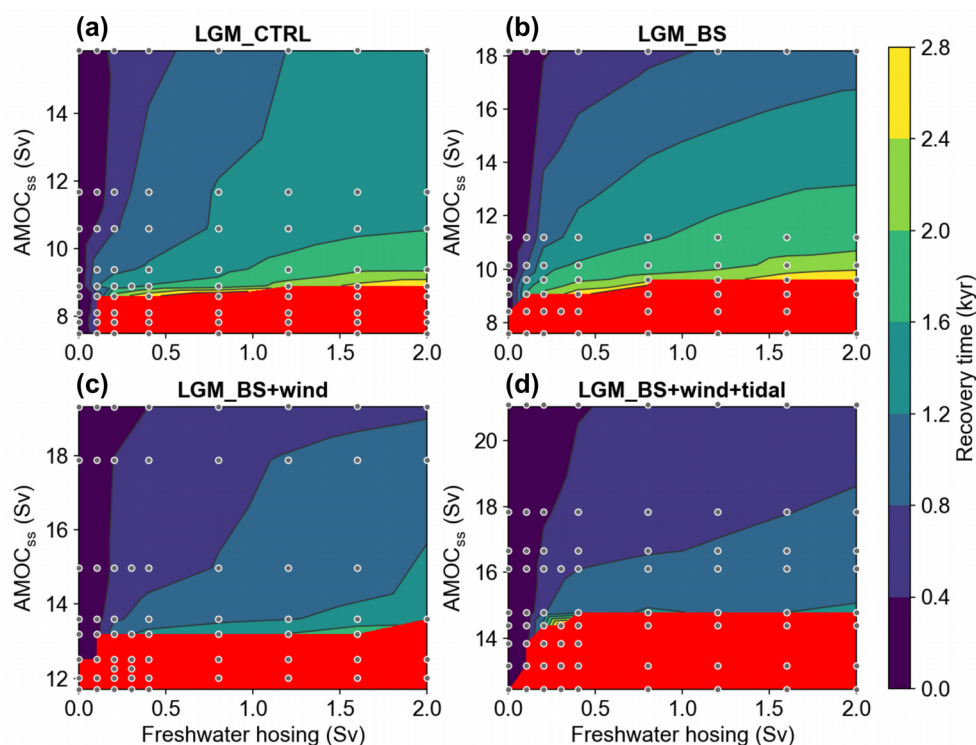 (a) LGM_CTRL
AMOCss (Sv)
14
12
10
8
0.0 0.5 1.0 1.5 2.0
(b) LGM_BS
AMOCss (Sv)
18
16
14
12
10
8
0.0 0.5 1.0 1.5 2.0
(c) LGM_BS+wind
AMOCss (Sv)
18
16
14
12
0.0 0.5 1.0 1.5 2.0
Freshwater hosing (Sv)
(d) LGM_BS+wind+tidal
AMOCss (Sv)
20
18
16
14
0.0 0.5 1.0 1.5 2.0
Freshwater hosing (Sv)
2.8
2.4
2.0
1.6
1.2
0.8
0.4
0.0
Recovery time (kyr)